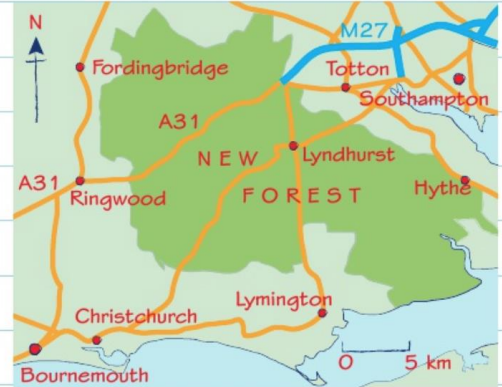 N
M27
Fordingbridge
Totton
Southampton
A31
NEW
Lyndhurst
A31
Ringwood
FOREST
Hythe
Lymington
Christchurch
0 5 km
Bournemouth